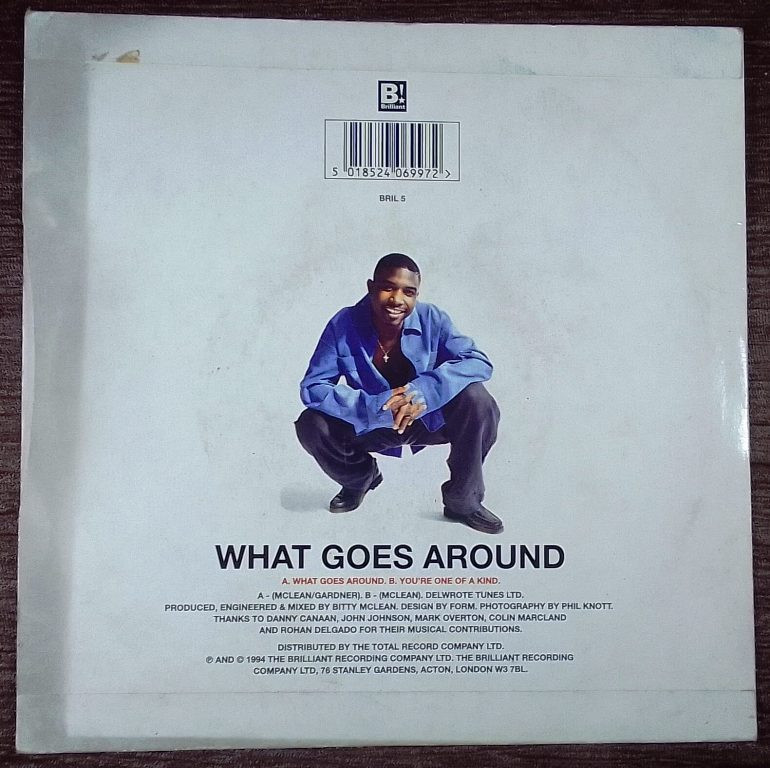 B!
Brilliant
5 018524 069972 >
BRIL 5
WHAT GOES AROUND
A. WHAT GOES AROUND. B. YOU'RE ONE OF A KIND.
A - (MCLEAN/GARDNER). B - (MCLEAN). DELWROTE TUNES LTD.
PRODUCED, ENGINEERED & MIXED BY BITTY MCLEAN. DESIGN BY FORM. PHOTOGRAPHY BY PHIL KNOTT.
THANKS TO DANNY CANAAN, JOHN JOHNSON, MARK OVERTON, COLIN MARCLAND
AND ROHAN DELGADO FOR THEIR MUSICAL CONTRIBUTIONS.
DISTRIBUTED BY THE TOTAL RECORD COMPANY LTD.
℗ AND © 1994 THE BRILLIANT RECORDING COMPANY LTD. THE BRILLIANT RECORDING
COMPANY LTD, 76 STANLEY GARDENS, ACTON, LONDON W3 7BL.